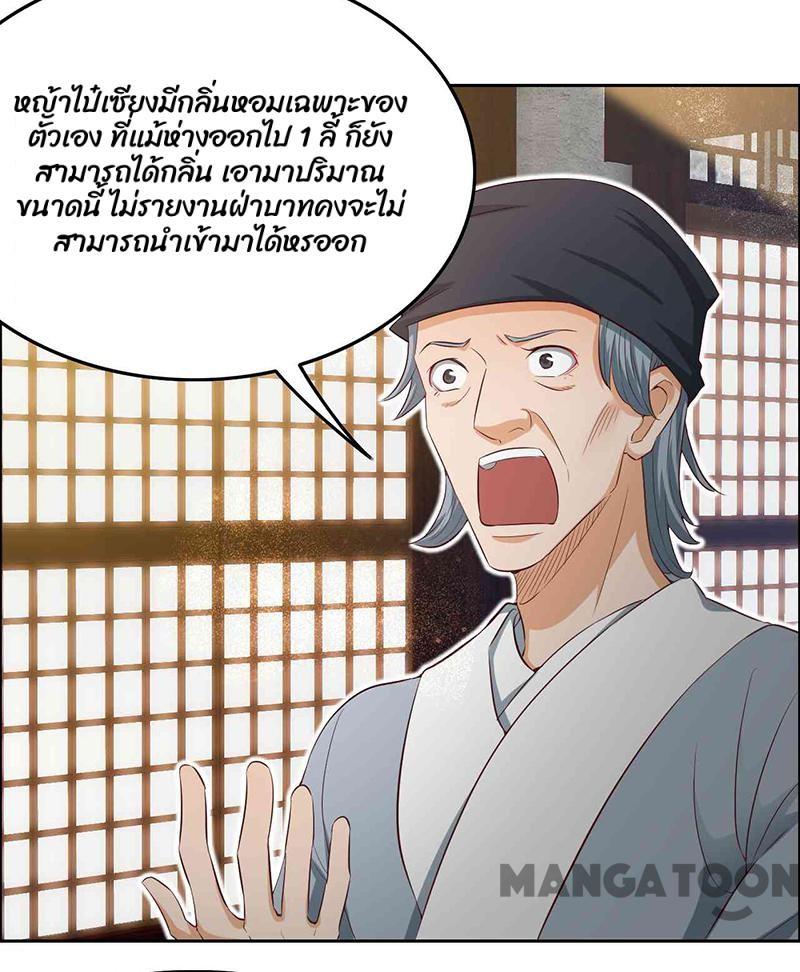 หญ้าไป๋เซียงมีกลิ่นหอมเฉพาะของ
ตัวเอง ที่แม้ห่างออกไป 1 ลี้ ก็ยัง
สามารถได้กลิ่น เอามาปริมาณ
ขนาดนี้ ไม่รายงานฝ่าบาทคงจะไม่
สามารถนำเข้ามาได้หรออก
MANGATOON